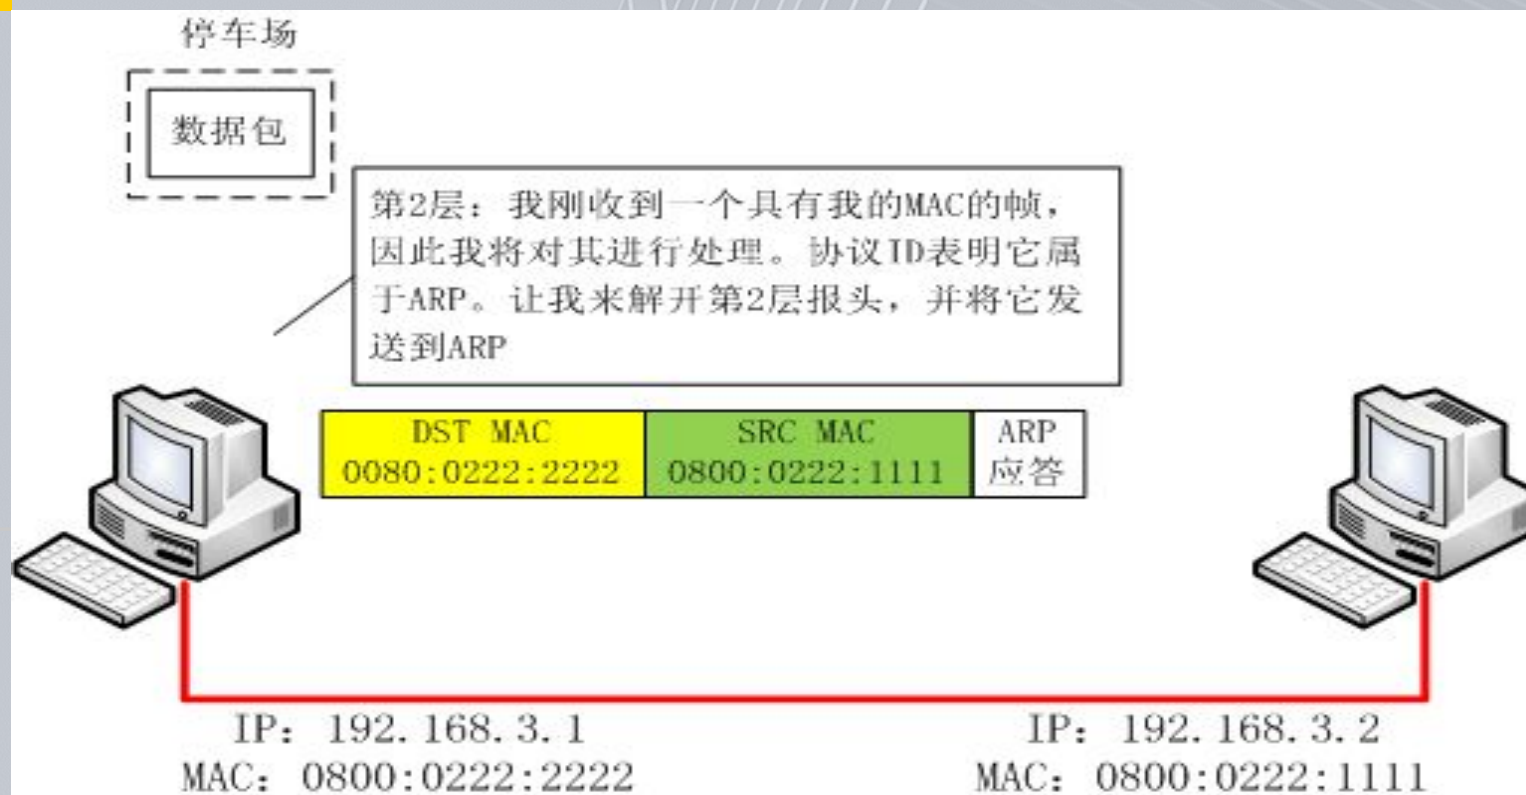 停车场
数据包
第2层：我刚收到一个具有我的MAC的帧，
因此我将对其进行处理。协议ID表明它属
于ARP。让我来解开第2层报头，并将它发
送到ARP
DST MAC
0080:0222:2222
SRC MAC
0800:0222:1111
ARP
应答
IP：192.168.3.1
MAC：0800:0222:2222
IP：192.168.3.2
MAC：0800:0222:1111